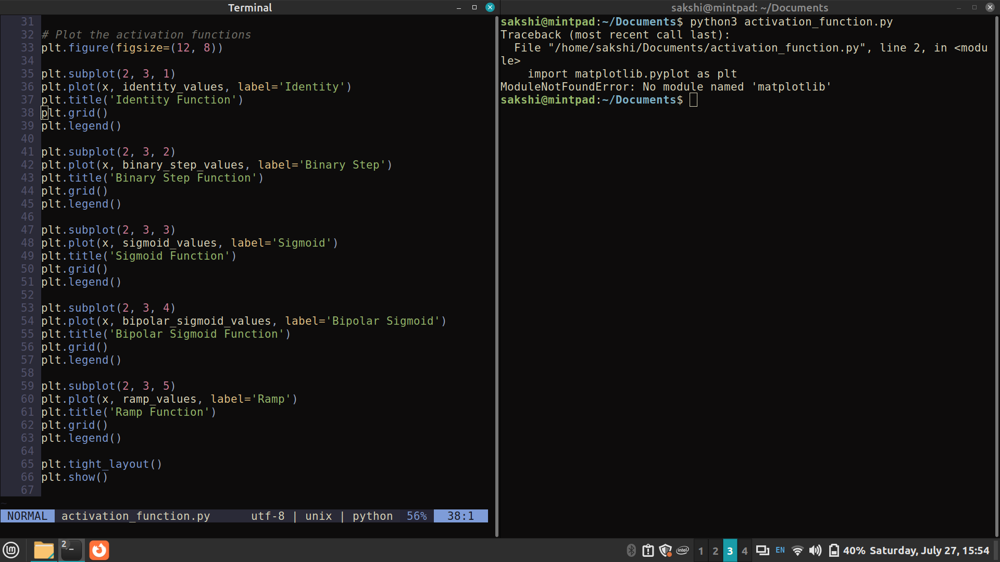 Terminal
31
32 # Plot the activation functions
33 plt.figure(figsize=(12, 8))
34
35 plt.subplot(2, 3, 1)
36 plt.plot(x, identity_values, label='Identity')
37 plt.title('Identity Function')
38 plt.grid()
39 plt.legend()
40
41 plt.subplot(2, 3, 2)
42 plt.plot(x, binary_step_values, label='Binary Step')
43 plt.title('Binary Step Function')
44 plt.grid()
45 plt.legend()
46
47 plt.subplot(2, 3, 3)
48 plt.plot(x, sigmoid_values, label='Sigmoid')
49 plt.title('Sigmoid Function')
50 plt.grid()
51 plt.legend()
52
53 plt.subplot(2, 3, 4)
54 plt.plot(x, bipolar_sigmoid_values, label='Bipolar Sigmoid')
55 plt.title('Bipolar Sigmoid Function')
56 plt.grid()
57 plt.legend()
58
59 plt.subplot(2, 3, 5)
60 plt.plot(x, ramp_values, label='Ramp')
61 plt.title('Ramp Function')
62 plt.grid()
63 plt.legend()
64
65 plt.tight_layout()
66 plt.show()
67
~
NORMAL activation_function.py utf-8 | unix | python 56% 38:1
sakshi@mintpad: ~/Documents
sakshi@mintpad:~/Documents$ python3 activation_function.py
Traceback (most recent call last):
  File "/home/sakshi/Documents/activation_function.py", line 2, in <modu
le>
    import matplotlib.pyplot as plt
ModuleNotFoundError: No module named 'matplotlib'
sakshi@mintpad:~/Documents$
2
intel 1 2 3 4 EN 40% Saturday, July 27, 15:54